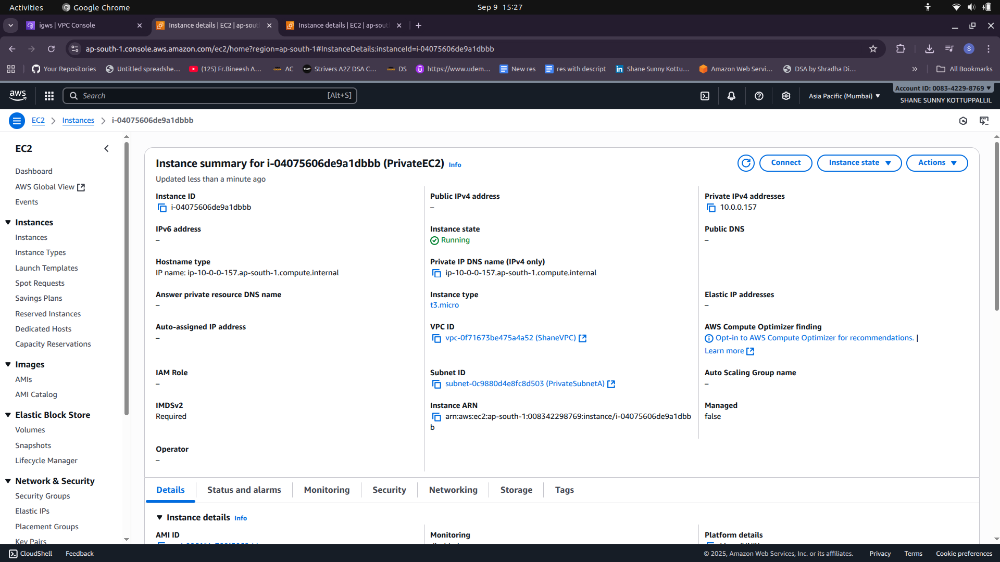 Activities
Google Chrome
Sep 9 15:27
igws | VPC Console
Instance details | EC2 | ap-sout
Instance details | EC2 | ap-sout
ap-south-1.console.aws.amazon.com/ec2/home?region=ap-south-1#InstanceDetails:instanceId=i-04075606de9a1dbbb
S
Your Repositories
Untitled spreadshe...
(125) Fr.Bineesh A...
AC
Strivers A2Z DSA C...
DS
https://www.udem...
New res
res with descript
Shane Sunny Kottu...
Amazon Web Servi...
DSA by Shradha Di...
All Bookmarks
aws
Search
[Alt+S]
Asia Pacific (Mumbai)
Account ID: 0083-4229-8769
SHANE SUNNY KOTTUPPALLIL
EC2
Instances
i-04075606de9a1dbbb
EC2
Dashboard
AWS Global View
Events
Instances
Instances
Instance Types
Launch Templates
Spot Requests
Savings Plans
Reserved Instances
Dedicated Hosts
Capacity Reservations
Images
AMIs
AMI Catalog
Elastic Block Store
Volumes
Snapshots
Lifecycle Manager
Network & Security
Security Groups
Elastic IPs
Placement Groups
Key Pairs
Instance summary for i-04075606de9a1dbbb (PrivateEC2) Info
Updated less than a minute ago
Connect
Instance state
Actions
Instance ID
i-04075606de9a1dbbb
Public IPv4 address
–
Private IPv4 addresses
10.0.0.157
IPv6 address
–
Instance state
Running
Public DNS
–
Hostname type
IP name: ip-10-0-0-157.ap-south-1.compute.internal
Private IP DNS name (IPv4 only)
ip-10-0-0-157.ap-south-1.compute.internal
Answer private resource DNS name
–
Instance type
t3.micro
Elastic IP addresses
–
Auto-assigned IP address
–
VPC ID
vpc-0f71673be475a4a52 (ShaneVPC)
AWS Compute Optimizer finding
Opt-in to AWS Compute Optimizer for recommendations. |
Learn more
IAM Role
–
Subnet ID
subnet-0c9880d4e8fc8d503 (PrivateSubnetA)
Auto Scaling Group name
–
IMDSv2
Required
Instance ARN
arn:aws:ec2:ap-south-1:008342298769:instance/i-04075606de9a1dbb
b
Managed
false
Operator
–
Details
Status and alarms
Monitoring
Security
Networking
Storage
Tags
Instance details Info
AMI ID
Monitoring
Platform details
CloudShell
Feedback
© 2025, Amazon Web Services, Inc. or its affiliates.
Privacy
Terms
Cookie preferences